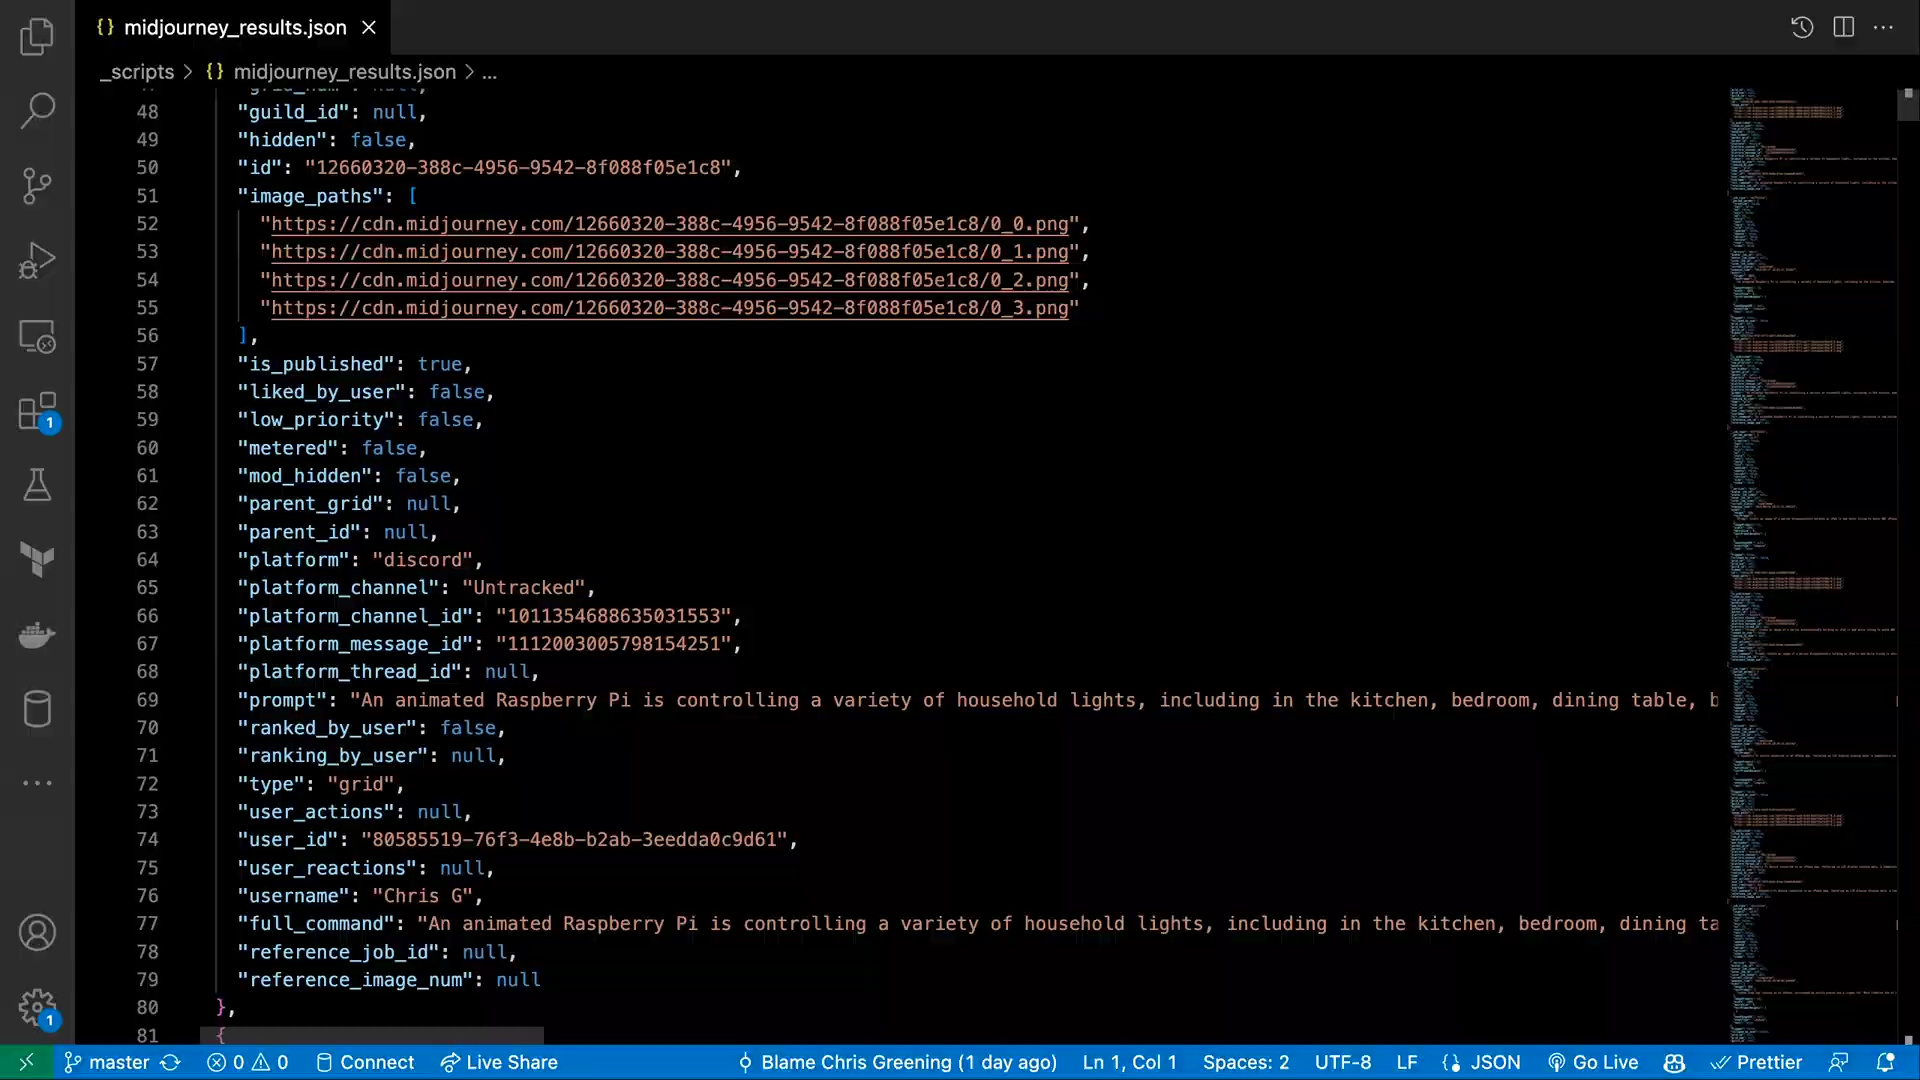 {} midjourney_results.json ×
_scripts > {} midjourney_results.json > ...
48 "guild_id": null,
49 "hidden": false,
50 "id": "12660320-388c-4956-9542-8f088f05e1c8",
51 "image_paths": [
52 "https://cdn.midjourney.com/12660320-388c-4956-9542-8f088f05e1c8/0_0.png",
53 "https://cdn.midjourney.com/12660320-388c-4956-9542-8f088f05e1c8/0_1.png",
54 "https://cdn.midjourney.com/12660320-388c-4956-9542-8f088f05e1c8/0_2.png",
55 "https://cdn.midjourney.com/12660320-388c-4956-9542-8f088f05e1c8/0_3.png"
56 ],
57 "is_published": true,
58 "liked_by_user": false,
59 "low_priority": false,
60 "metered": false,
61 "mod_hidden": false,
62 "parent_grid": null,
63 "parent_id": null,
64 "platform": "discord",
65 "platform_channel": "Untracked",
66 "platform_channel_id": "1011354688635031553",
67 "platform_message_id": "1112003005798154251",
68 "platform_thread_id": null,
69 "prompt": "An animated Raspberry Pi is controlling a variety of household lights, including in the kitchen, bedroom, dining table, b
70 "ranked_by_user": false,
71 "ranking_by_user": null,
72 "type": "grid",
73 "user_actions": null,
74 "user_id": "80585519-76f3-4e8b-b2ab-3eedda0c9d61",
75 "user_reactions": null,
76 "username": "Chris G",
77 "full_command": "An animated Raspberry Pi is controlling a variety of household lights, including in the kitchen, bedroom, dining ta
78 "reference_job_id": null,
79 "reference_image_num": null
80 },
81 {
1
1
master 0 0 Connect Live Share Blame Chris Greening (1 day ago) Ln 1, Col 1 Spaces: 2 UTF-8 LF {} JSON Go Live Prettier